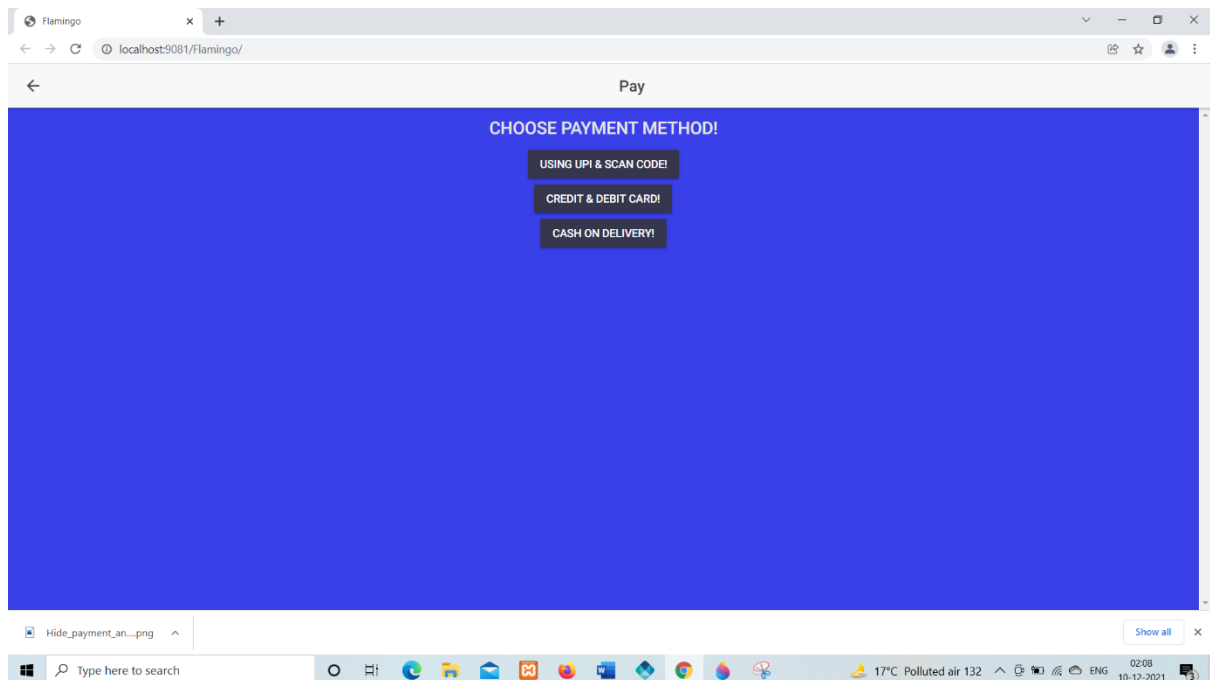 Flamingo
localhost:9081/Flamingo/
Pay
CHOOSE PAYMENT METHOD!
USING UPI & SCAN CODE!
CREDIT & DEBIT CARD!
CASH ON DELIVERY!
Hide_payment_an....png
Show all
Type here to search
17°C Polluted air 132
ENG
02:08
10-12-2021
3